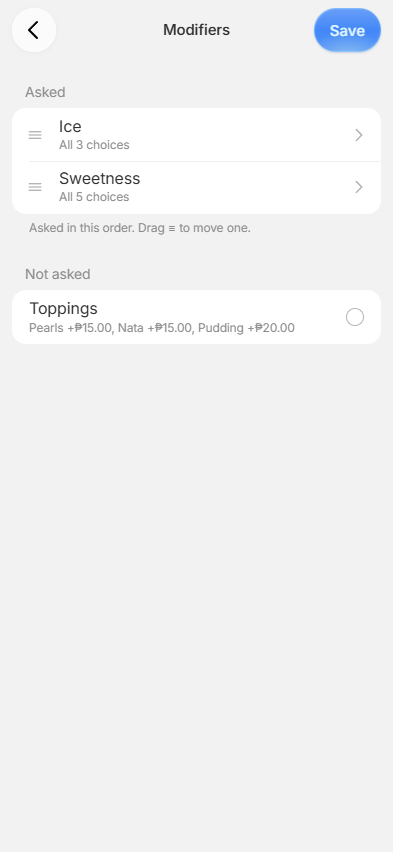 Modifiers
Save
Asked
Ice
All 3 choices
Sweetness
All 5 choices
Asked in this order. Drag ≡ to move one.
Not asked
Toppings
Pearls +₱15.00, Nata +₱15.00, Pudding +₱20.00